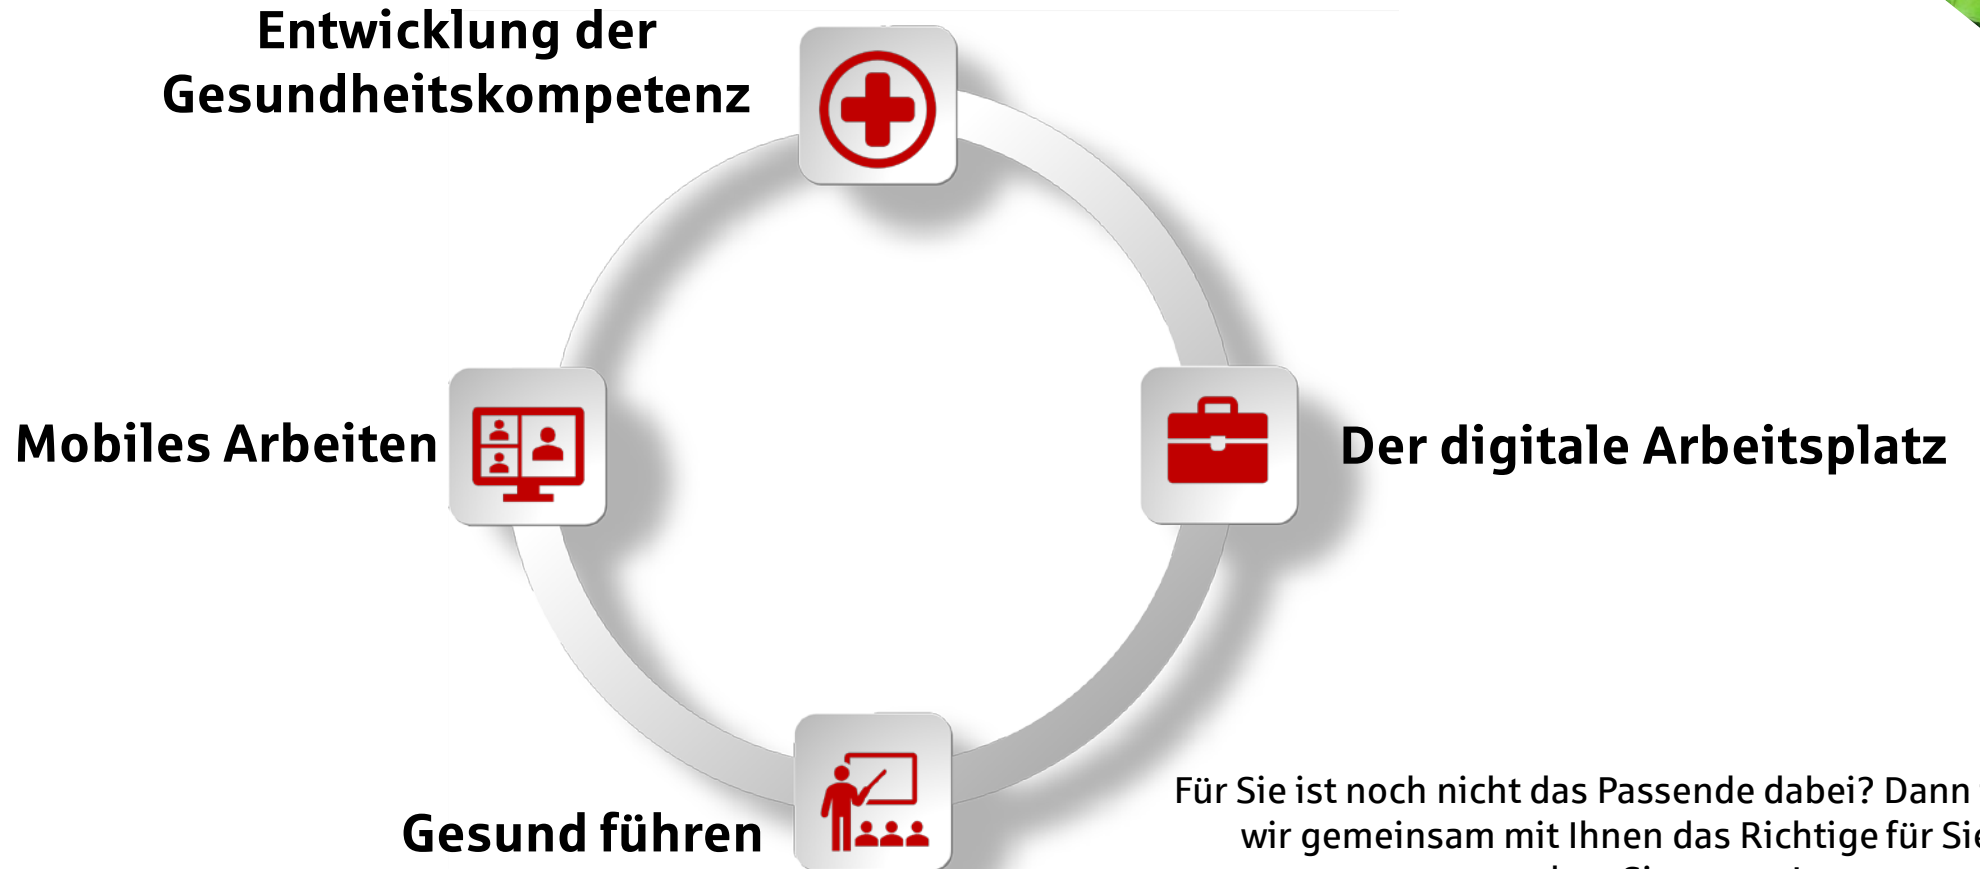 Entwicklung der
Gesundheitskompetenz
Mobiles Arbeiten
Der digitale Arbeitsplatz
Gesund führen
Für Sie ist noch nicht das Passende dabei? Dann
wir gemeinsam mit Ihnen das Richtige für Sie